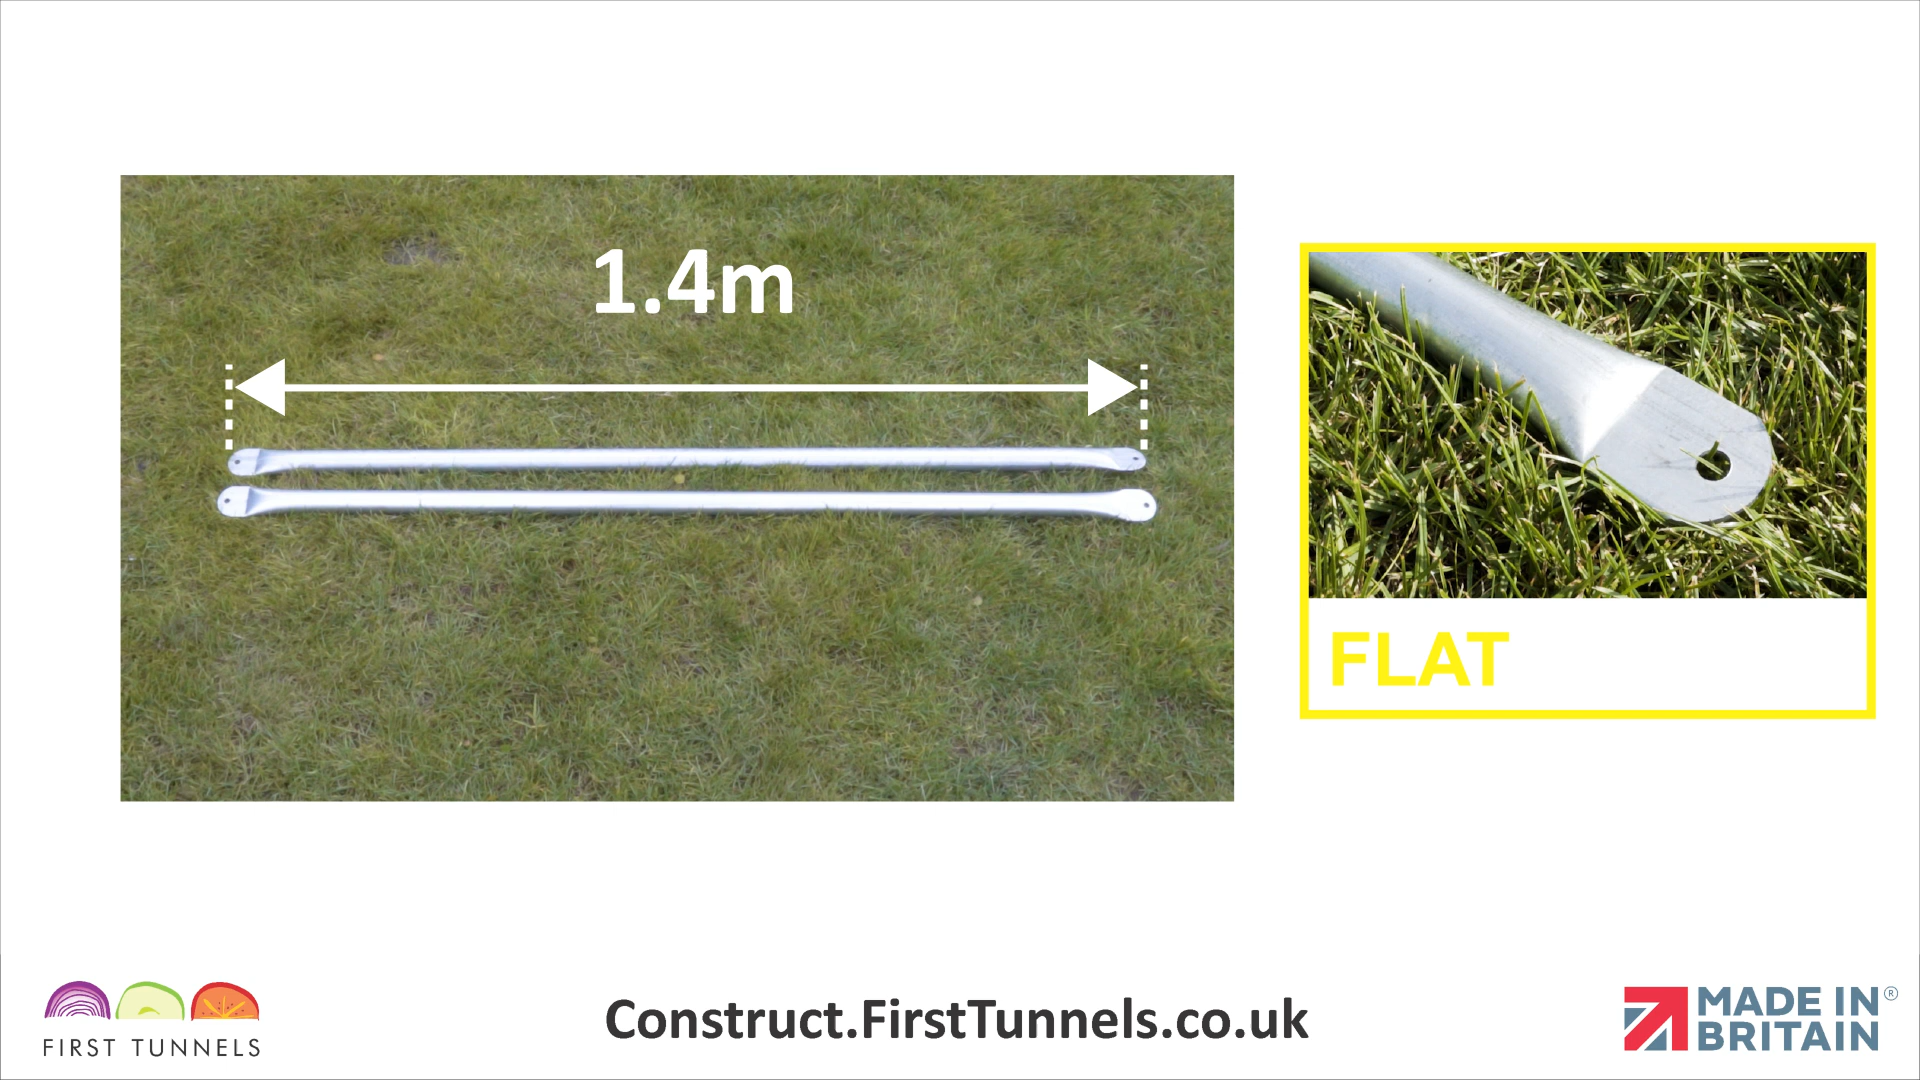 1.4m
FLAT
FIRST TUNNELS
Construct.FirstTunnels.co.uk
MADE IN®
BRITAIN